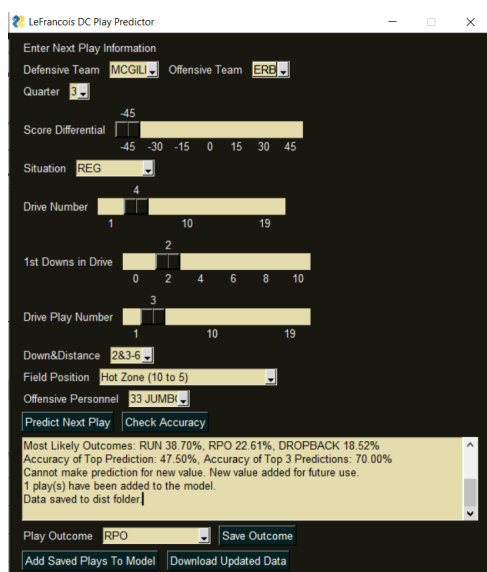 LeFrancois DC Play Predictor
Enter Next Play Information
Defensive Team MCGILL Offensive Team ERB
Quarter 3
-45
Score Differential
-45 -30 -15 0 15 30 45
Situation REG
4
Drive Number
1 10 19
2
1st Downs in Drive
0 2 4 6 8 10
3
Drive Play Number
1 10 19
Down&Distance 2&3-6
Field Position Hot Zone (10 to 5)
Offensive Personnel 33 JUMB
Predict Next Play Check Accuracy
Most Likely Outcomes: RUN 38.70%, RPO 22.61%, DROPBACK 18.52%
Accuracy of Top Prediction: 47.50%, Accuracy of Top 3 Predictions: 70.00%
Cannot make prediction for new value. New value added for future use.
1 play(s) have been added to the model.
Data saved to dist folder.
Play Outcome RPO Save Outcome
Add Saved Plays To Model Download Updated Data